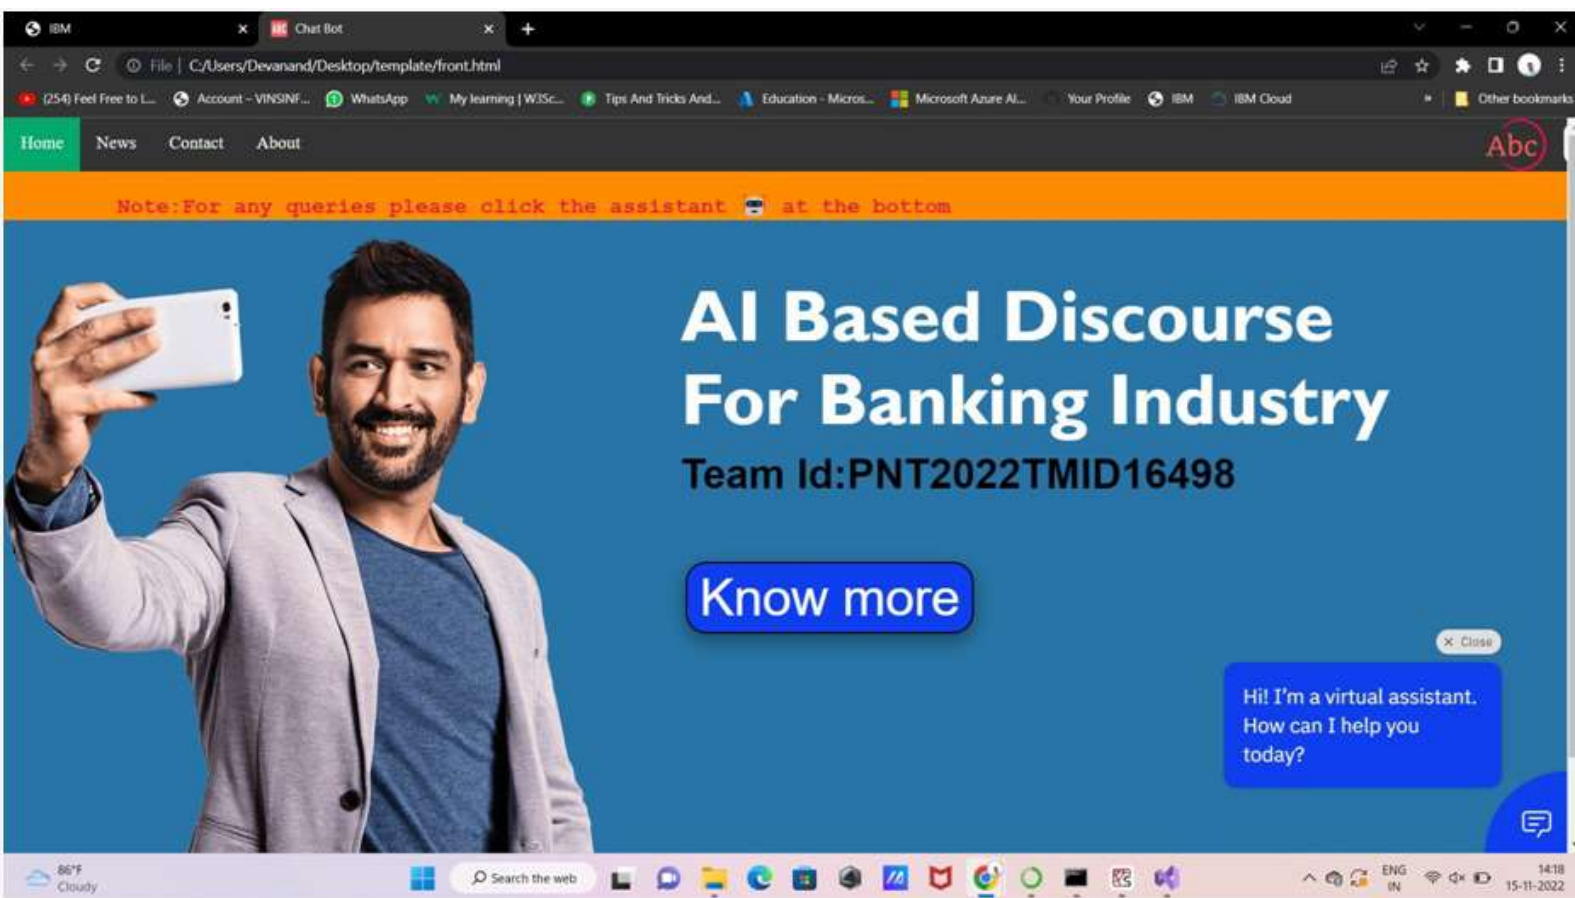 IBM
Chat Bot
File | C:/Users/Devanand/Desktop/template/front.html
(254) Feel Free to L... Account – VINSINF... WhatsApp My learning | W3Sc... Tips And Tricks And... Education - Micros... Microsoft Azure AI... Your Profile IBM IBM Cloud » Other bookmarks
Home News Contact About Abc
Note:For any queries please click the assistant at the bottom
AI Based Discourse
For Banking Industry
Team Id:PNT2022TMID16498
Know more
× Close
Hi! I'm a virtual assistant.
How can I help you
today?
86°F
Cloudy
Search the web
ENG
IN
14:18
15-11-2022